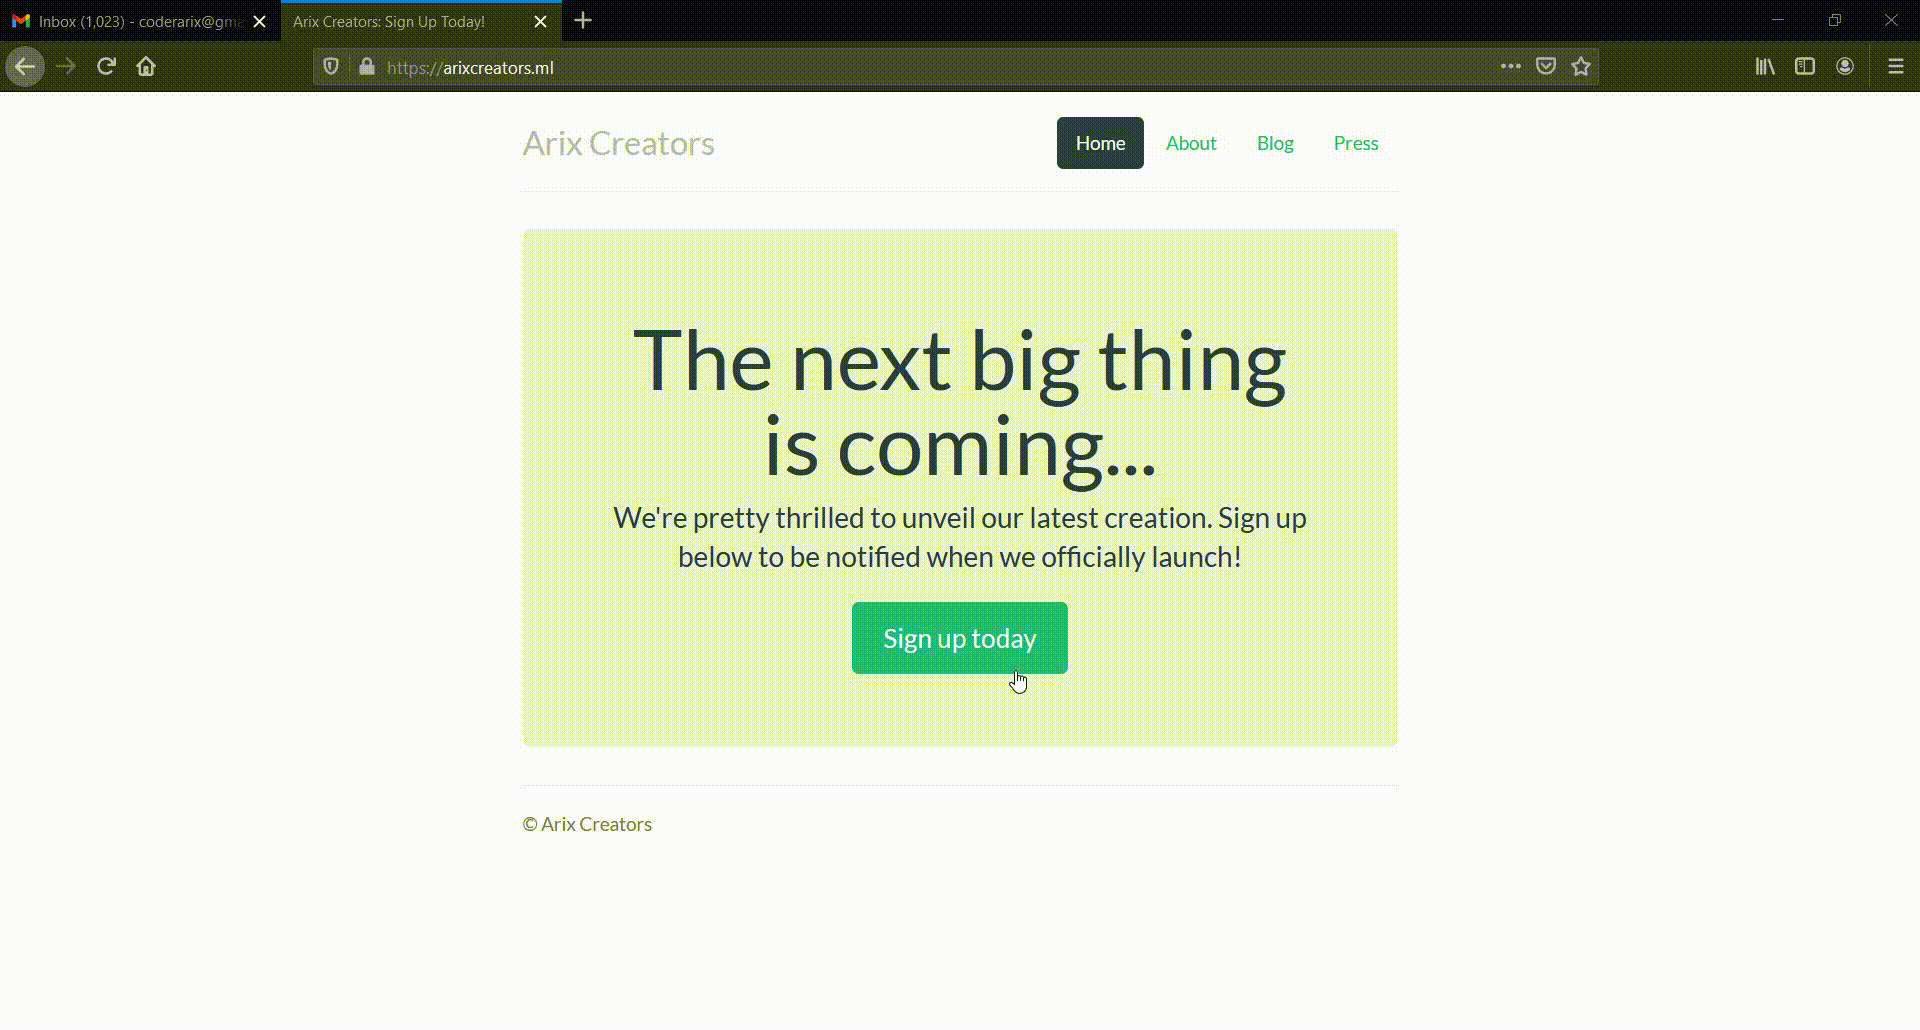 Inbox (1,023) - coderarix@gma
Arix Creators: Sign Up Today!
https://arixcreators.ml
Arix Creators
Home
About
Blog
Press
The next big thing
is coming...
We're pretty thrilled to unveil our latest creation. Sign up
below to be notified when we officially launch!
Sign up today
© Arix Creators